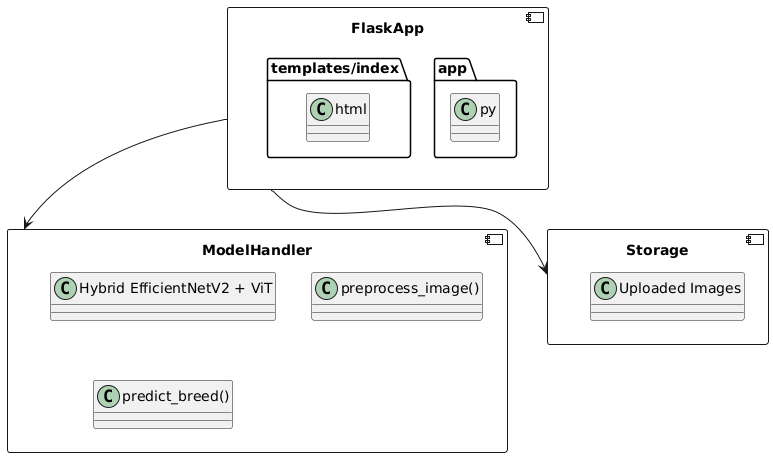 FlaskApp
templates/index
app
C html
C py
ModelHandler
Storage
C Hybrid EfficientNetV2 + ViT
C preprocess_image()
C Uploaded Images
C predict_breed()